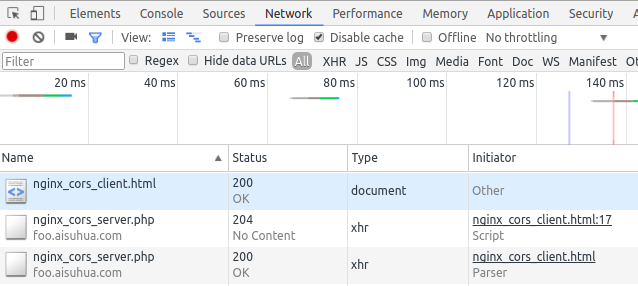 Elements Console Sources Network Performance Memory Application Security
View: Preserve log Disable cache Offline No throttling
Filter Regex Hide data URLs All XHR JS CSS Img Media Font Doc WS Manifest Ot
20 ms 40 ms 60 ms 80 ms 100 ms 120 ms 140 ms
Name Status Type Initiator
nginx_cors_client.html 200 document Other
OK
nginx_cors_server.php 204 xhr nginx_cors_client.html:17
foo.aisuhua.com No Content Script
nginx_cors_server.php 200 xhr nginx_cors_client.html
foo.aisuhua.com OK Parser